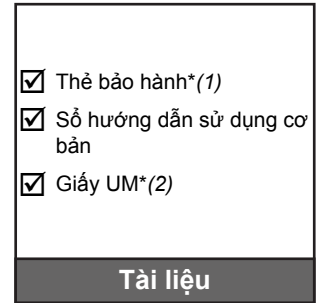 ☑ Thẻ bảo hành*(1)
☑ Sổ hướng dẫn sử dụng cơ
bản
☑ Giấy UM*(2)
Tài liệu